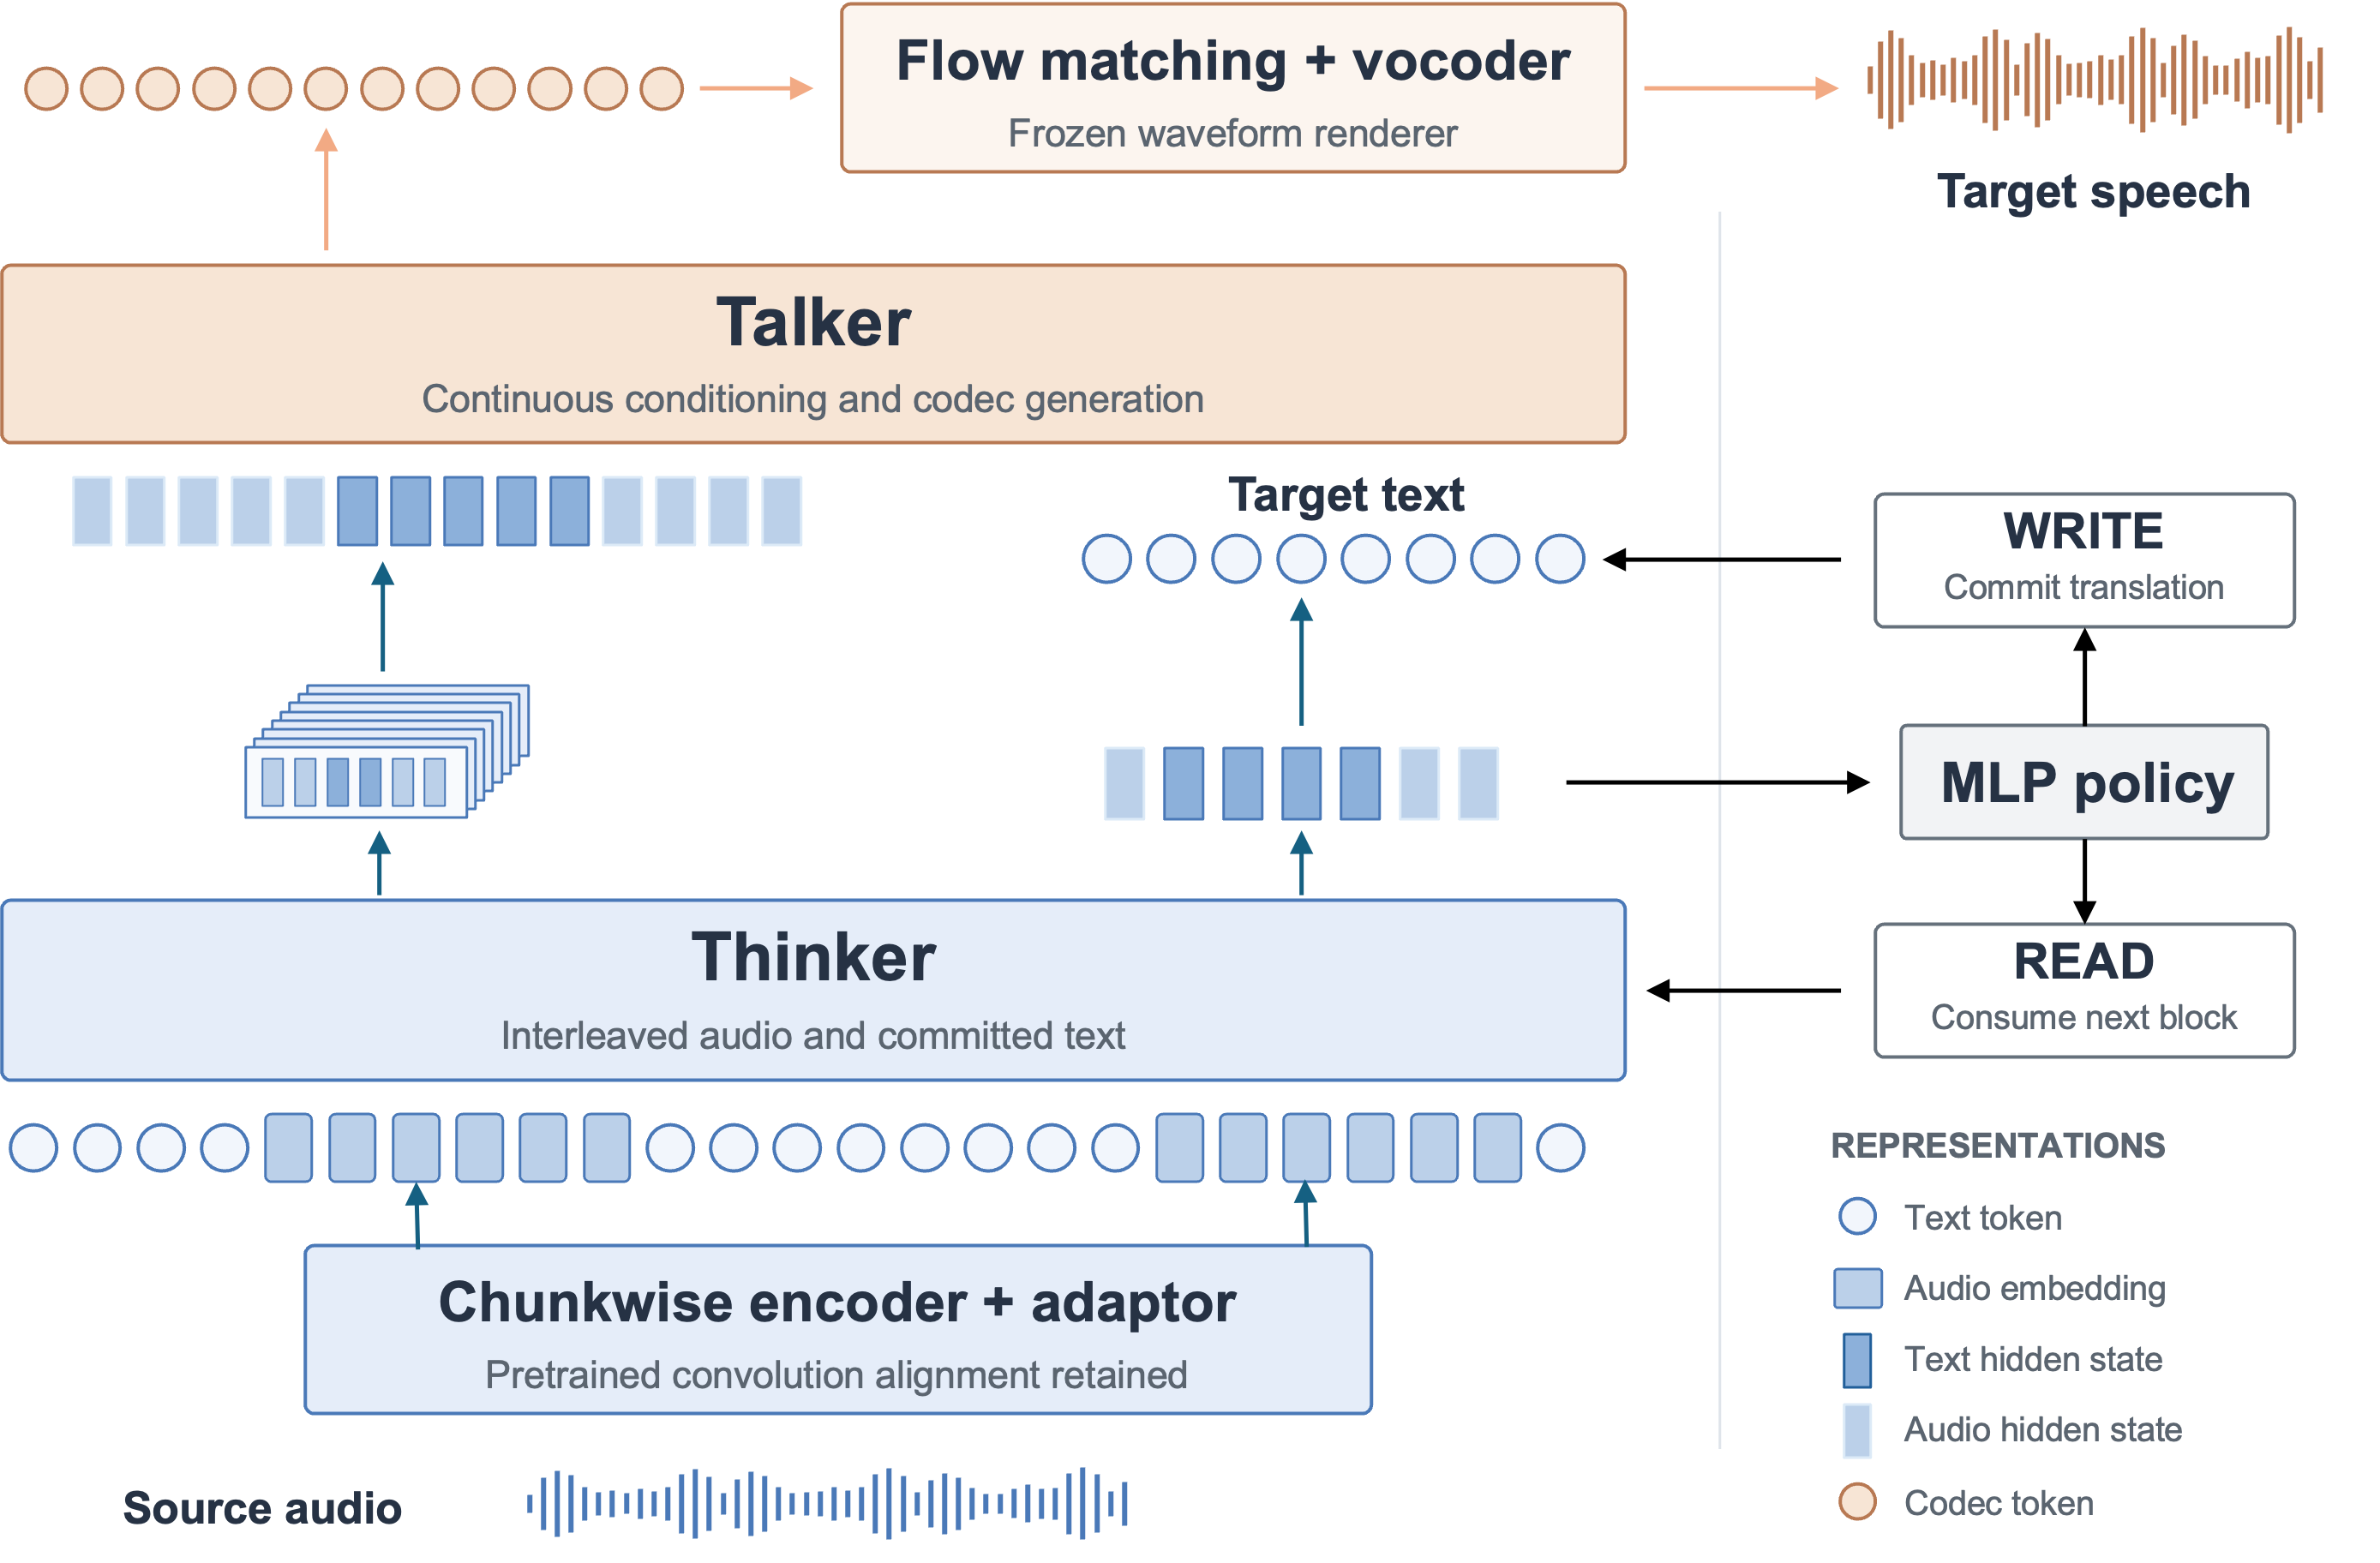 Flow matching + vocoder
Frozen waveform renderer
Target speech
Talker
Continuous conditioning and codec generation
Target text
WRITE
Commit translation
MLP policy
Thinker
Interleaved audio and committed text
READ
Consume next block
REPRESENTATIONS
Text token
Audio embedding
Text hidden state
Audio hidden state
Codec token
Chunkwise encoder + adaptor
Pretrained convolution alignment retained
Source audio